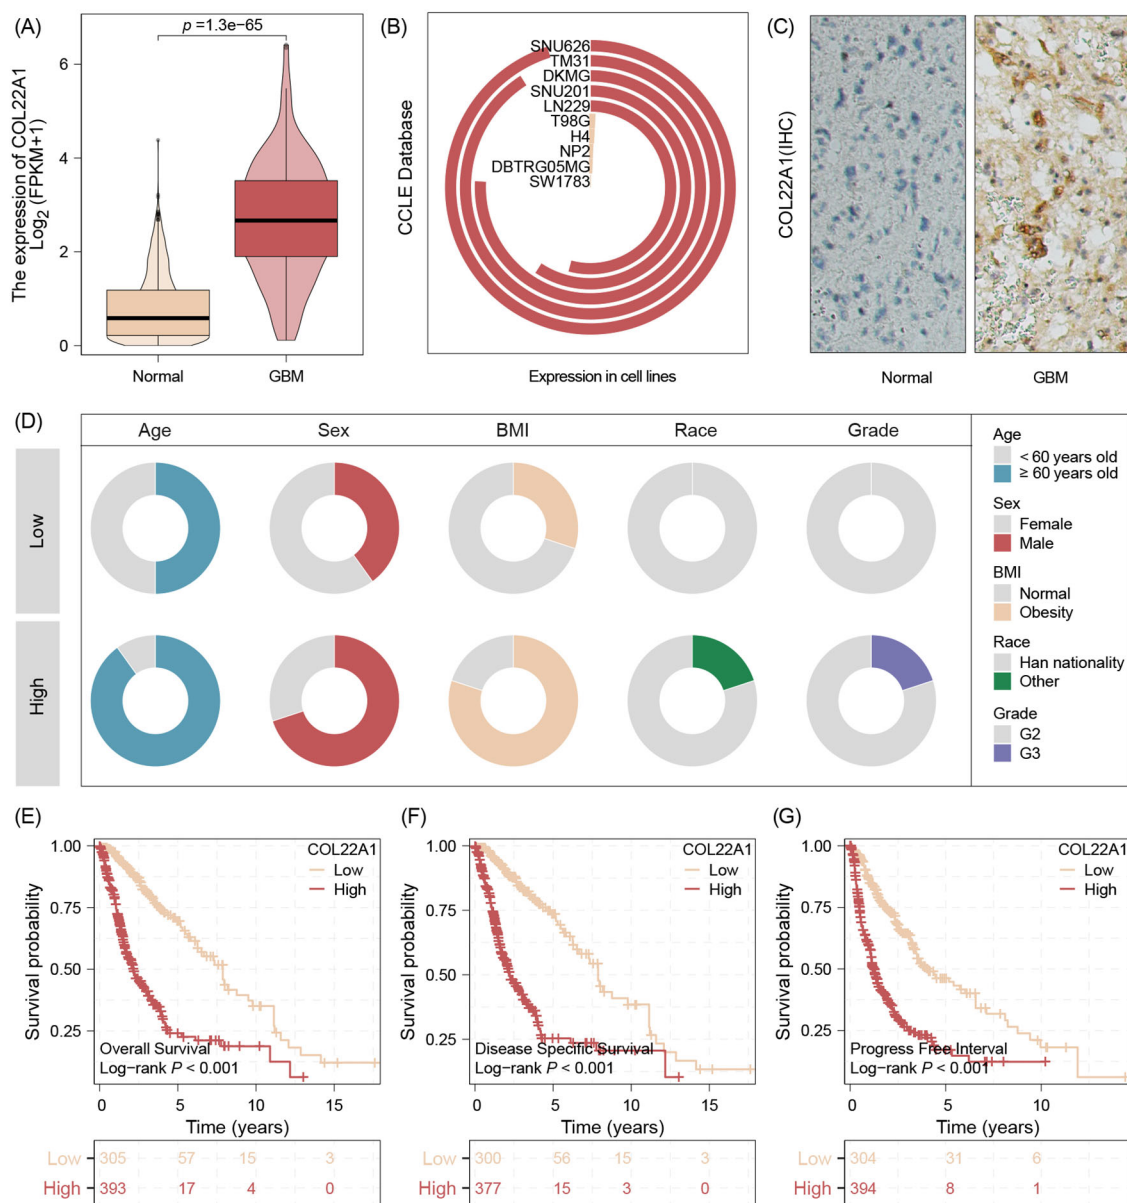 (A)
p =1.3e−65
The expression of COL22A1
Log2 (FPKM+1)
6
4
2
0
Normal
GBM
(B)
CCLE Database
SNU626
TM31
DKMG
SNU201
LN229
T98G
H4
NP2
DBTRG05MG
SW1783
Expression in cell lines
(C)
COL22A1(IHC)
Normal
GBM
(D)
Age
Sex
BMI
Race
Grade
Low
High
Age
< 60 years old
≥ 60 years old
Sex
Female
Male
BMI
Normal
Obesity
Race
Han nationality
Other
Grade
G2
G3
(E)
COL22A1
Low
High
Survival probability
1.00
0.75
0.50
0.25
Overall Survival
Log−rank P < 0.001
0 5 10 15
Time (years)
Low 305 57 15 3
High 393 17 4 0
(F)
COL22A1
Low
High
Survival probability
1.00
0.75
0.50
0.25
Disease Specific Survival
Log−rank P < 0.001
0 5 10 15
Time (years)
Low 300 56 15 3
High 377 15 3 0
(G)
COL22A1
Low
High
Survival probability
1.00
0.75
0.50
0.25
Progress Free Interval
Log−rank P < 0.001
0 5 10
Time (years)
Low 304 31 6
High 394 8 1